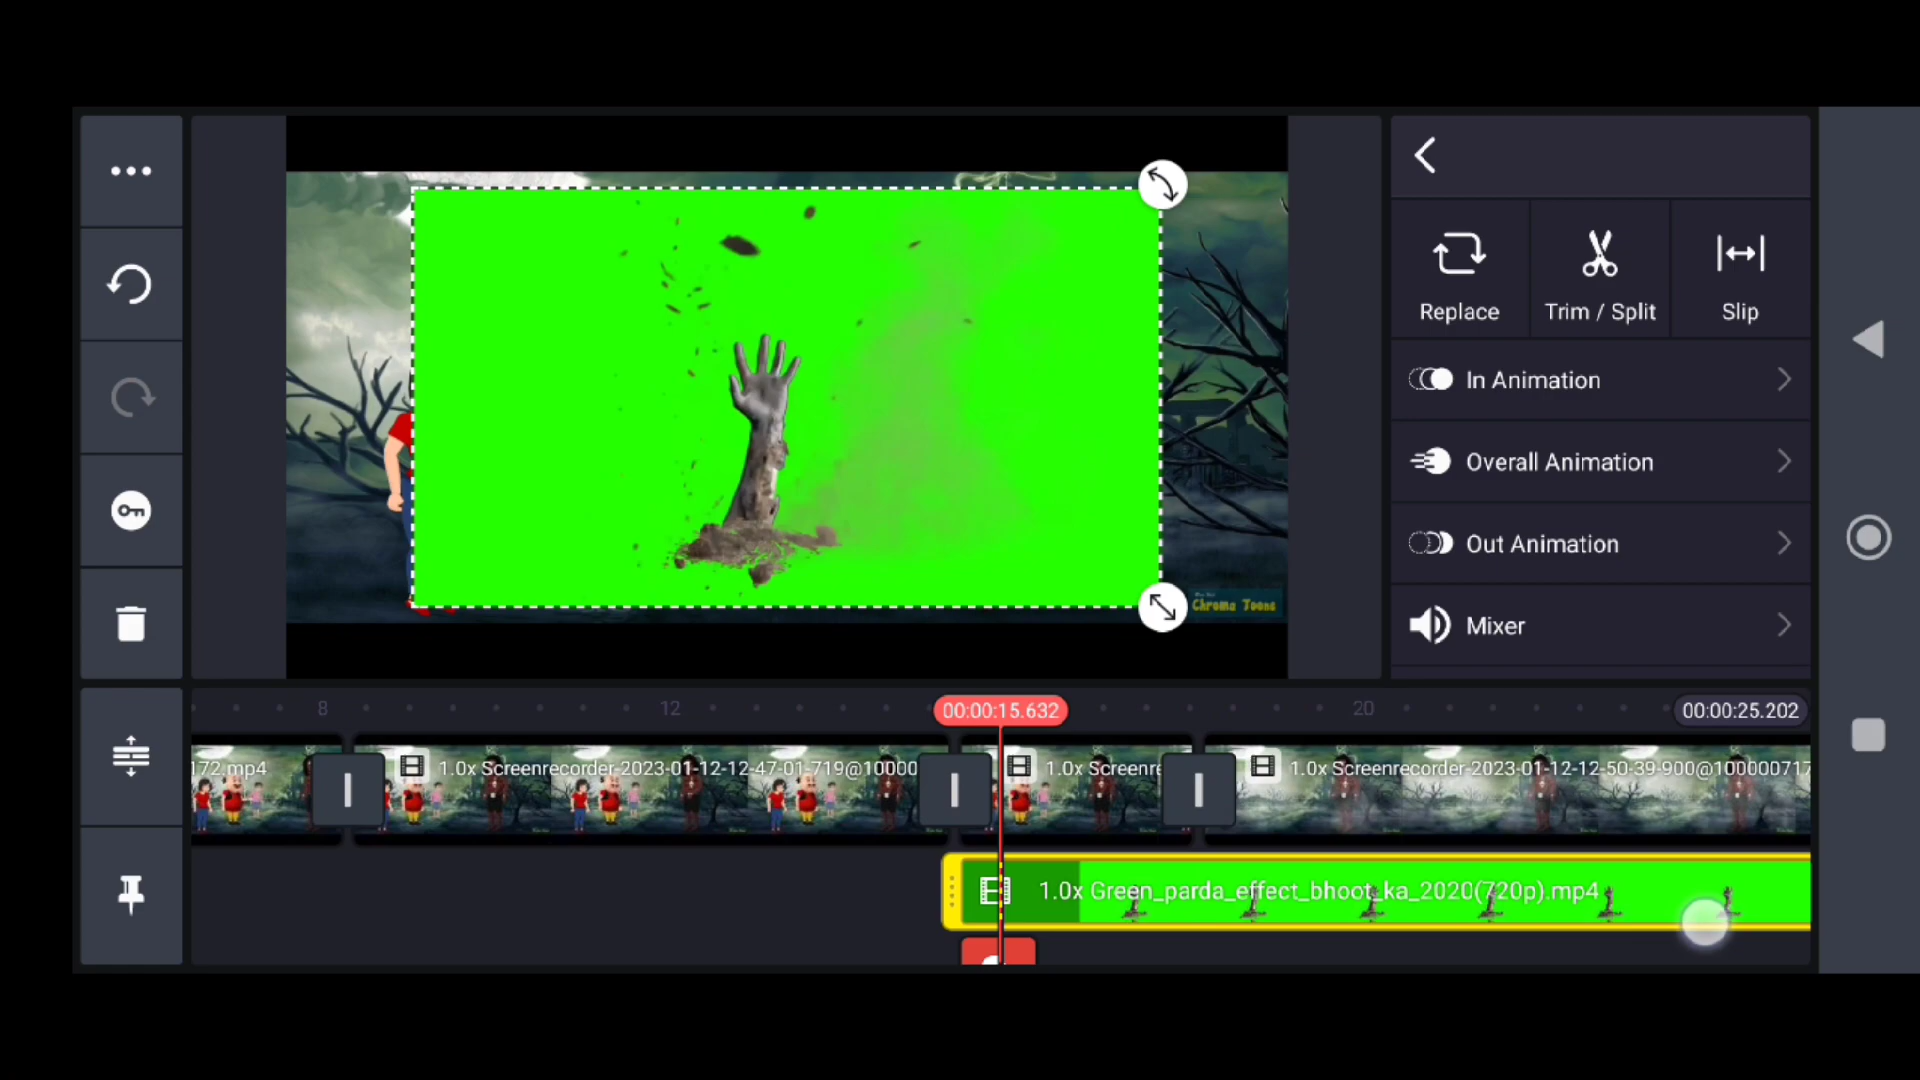 Replace
Trim / Split
Slip
In Animation
Overall Animation
Out Animation
Mixer
Chroma Toons
8
12
00:00:15.632
20
00:00:25.202
172.mp4
1.0x Screenrecorder-2023-01-12-12-47-01-719@10000
1.0x Screenre
1.0x Screenrecorder-2023-01-12-12-50-39-900@100000717
1.0x Green_parda_effect_bhoot_ka_2020(720p).mp4